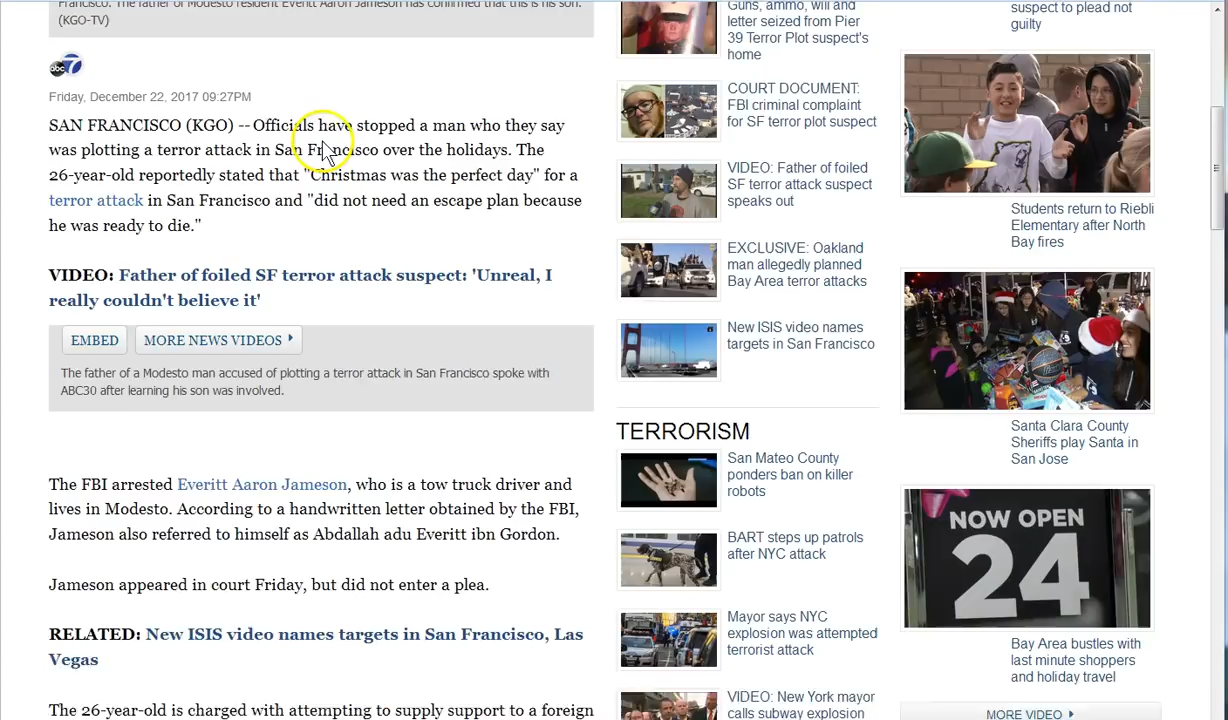 Francisco. The father of Modesto resident Everitt Aaron Jameson has confirmed that this is his son.
(KGO-TV)
abc 7
Friday, December 22, 2017 09:27PM
SAN FRANCISCO (KGO) -- Officials have stopped a man who they say
was plotting a terror attack in San Francisco over the holidays. The
26-year-old reportedly stated that "Christmas was the perfect day" for a
terror attack in San Francisco and "did not need an escape plan because
he was ready to die."
VIDEO: Father of foiled SF terror attack suspect: 'Unreal, I
really couldn't believe it'
EMBED MORE NEWS VIDEOS
The father of a Modesto man accused of plotting a terror attack in San Francisco spoke with
ABC30 after learning his son was involved.
The FBI arrested Everitt Aaron Jameson, who is a tow truck driver and
lives in Modesto. According to a handwritten letter obtained by the FBI,
Jameson also referred to himself as Abdallah adu Everitt ibn Gordon.
Jameson appeared in court Friday, but did not enter a plea.
RELATED: New ISIS video names targets in San Francisco, Las
Vegas
The 26-year-old is charged with attempting to supply support to a foreign
Guns, ammo, will and
letter seized from Pier
39 Terror Plot suspect's
home
COURT DOCUMENT:
FBI criminal complaint
for SF terror plot suspect
VIDEO: Father of foiled
SF terror attack suspect
speaks out
EXCLUSIVE: Oakland
man allegedly planned
Bay Area terror attacks
New ISIS video names
targets in San Francisco
TERRORISM
San Mateo County
ponders ban on killer
robots
BART steps up patrols
after NYC attack
Mayor says NYC
explosion was attempted
terrorist attack
VIDEO: New York mayor
calls subway explosion
suspect to plead not
guilty
Students return to Riebli
Elementary after North
Bay fires
Santa Clara County
Sheriffs play Santa in
San Jose
NOW OPEN
24
Bay Area bustles with
last minute shoppers
and holiday travel
MORE VIDEO